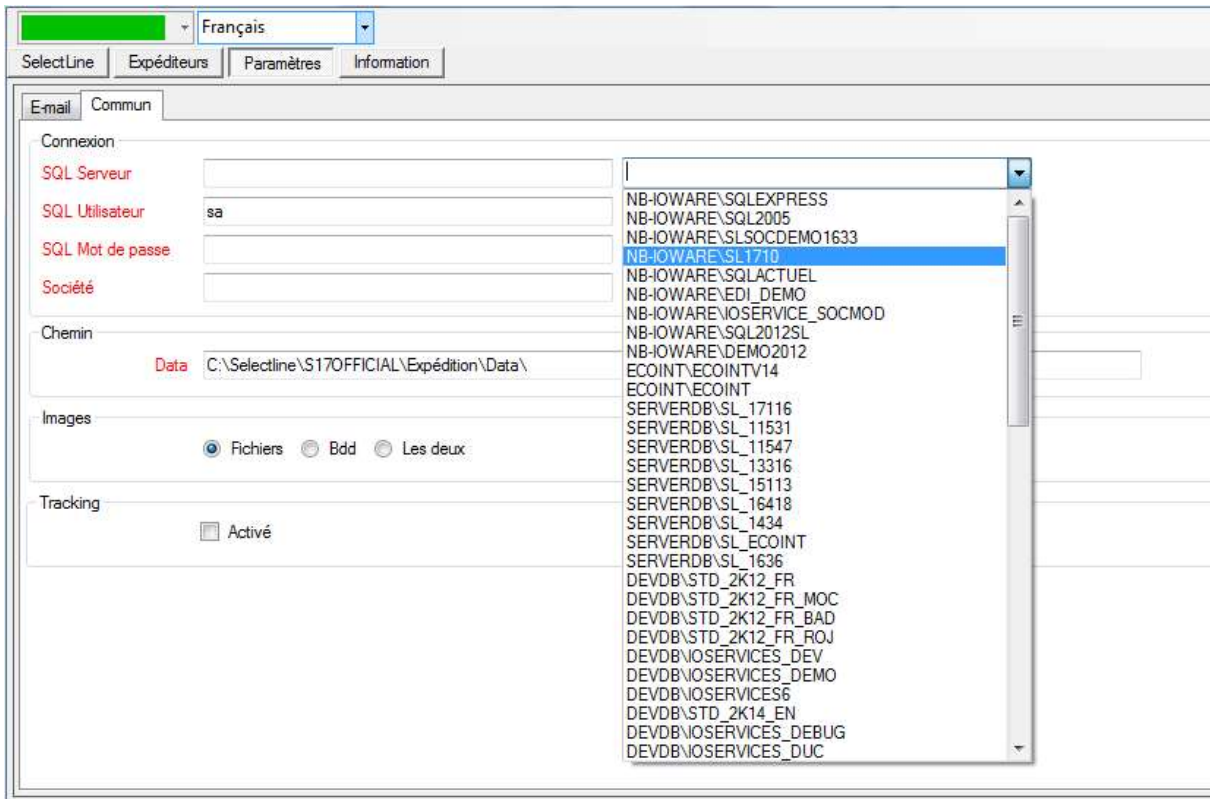 Français
SelectLine Expéditeurs Paramètres Information
E-mail Commun
Connexion
SQL Serveur
SQL Utilisateur sa
SQL Mot de passe
Société
Chemin
Data C:\Selectline\S17OFFICIAL\Expédition\Data\
Images
Fichiers Bdd Les deux
Tracking
Activé
NB-IOWARE\SQLEXPRESS
NB-IOWARE\SQL2005
NB-IOWARE\SLSOCDEMO1633
NB-IOWARE\SL1710
NB-IOWARE\SQLACTUEL
NB-IOWARE\EDI_DEMO
NB-IOWARE\IOSERVICE_SOCMOD
NB-IOWARE\SQL2012SL
NB-IOWARE\DEMO2012
ECOINT\ECOINTV14
ECOINT\ECOINT
SERVERDB\SL_17116
SERVERDB\SL_11531
SERVERDB\SL_11547
SERVERDB\SL_13316
SERVERDB\SL_15113
SERVERDB\SL_16418
SERVERDB\SL_1434
SERVERDB\SL_ECOINT
SERVERDB\SL_1636
DEVDB\STD_2K12_FR
DEVDB\STD_2K12_FR_MOC
DEVDB\STD_2K12_FR_BAD
DEVDB\STD_2K12_FR_ROJ
DEVDB\IOSERVICES_DEV
DEVDB\IOSERVICES_DEMO
DEVDB\IOSERVICES6
DEVDB\STD_2K14_EN
DEVDB\IOSERVICES_DEBUG
DEVDB\IOSERVICES_DUC